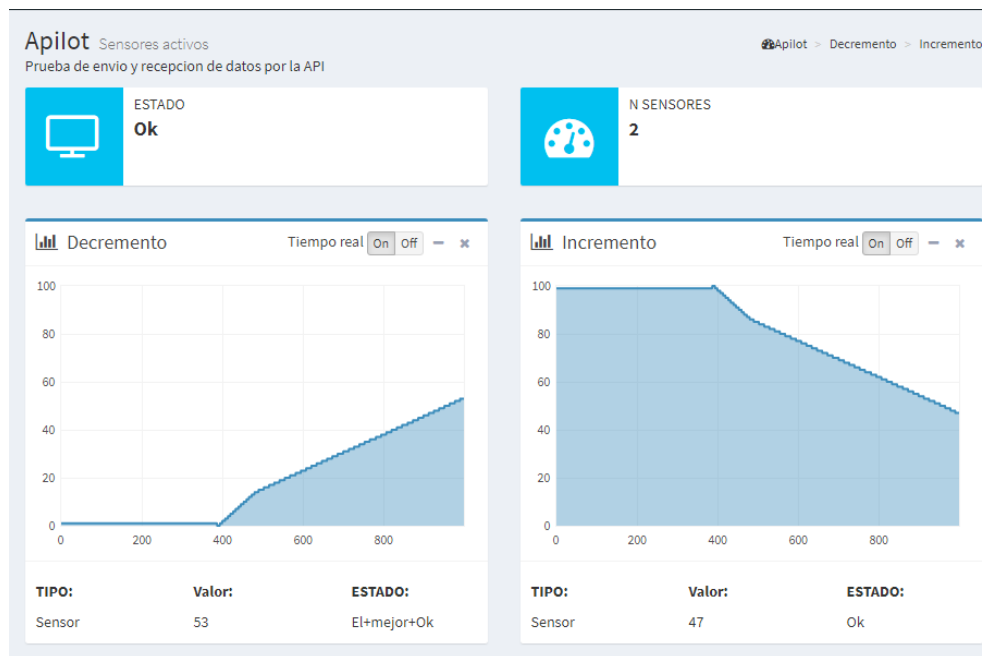 Apilot Sensores activos
Apilot > Decremento > Incremento
Prueba de envio y recepcion de datos por la API
ESTADO
Ok
N SENSORES
2
Decremento Tiempo real On Off
100
80
60
40
20
0
0 200 400 600 800
TIPO: Valor: ESTADO:
Sensor 53 El+mejor+Ok
Incremento Tiempo real On Off
100
80
60
40
20
0
0 200 400 600 800
TIPO: Valor: ESTADO:
Sensor 47 Ok